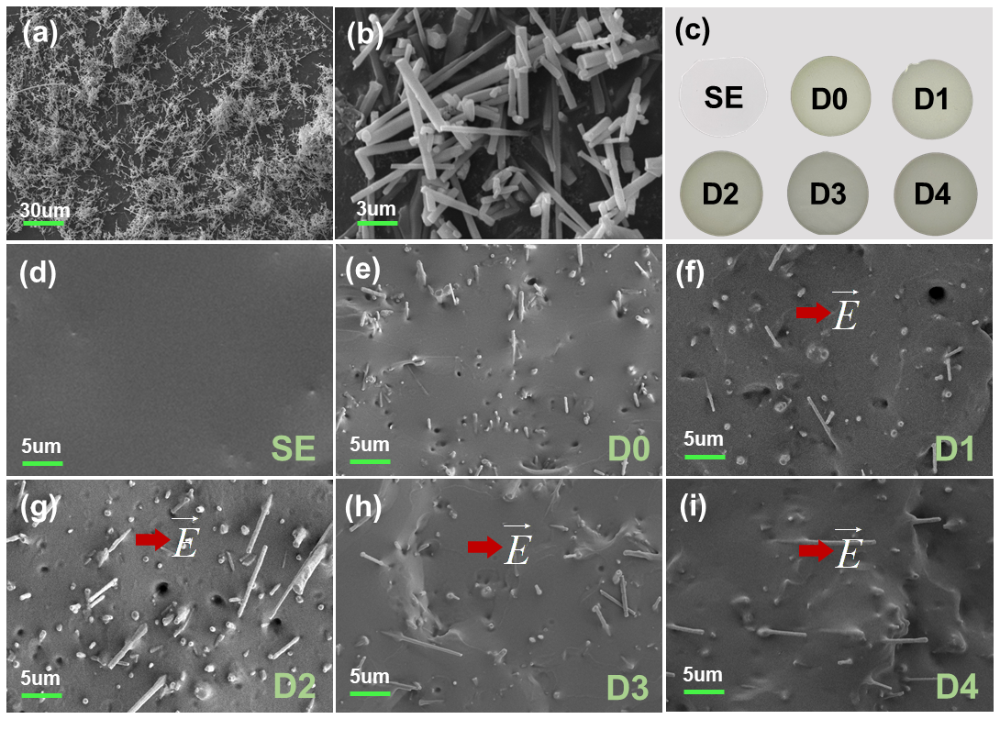 (a)
30um
(b)
3um
(c)
SE
D0
D1
D2
D3
D4
(d)
5um
SE
(e)
5um
D0
(f)
E
5um
D1
(g)
E
5um
D2
(h)
E
5um
D3
(i)
E
5um
D4